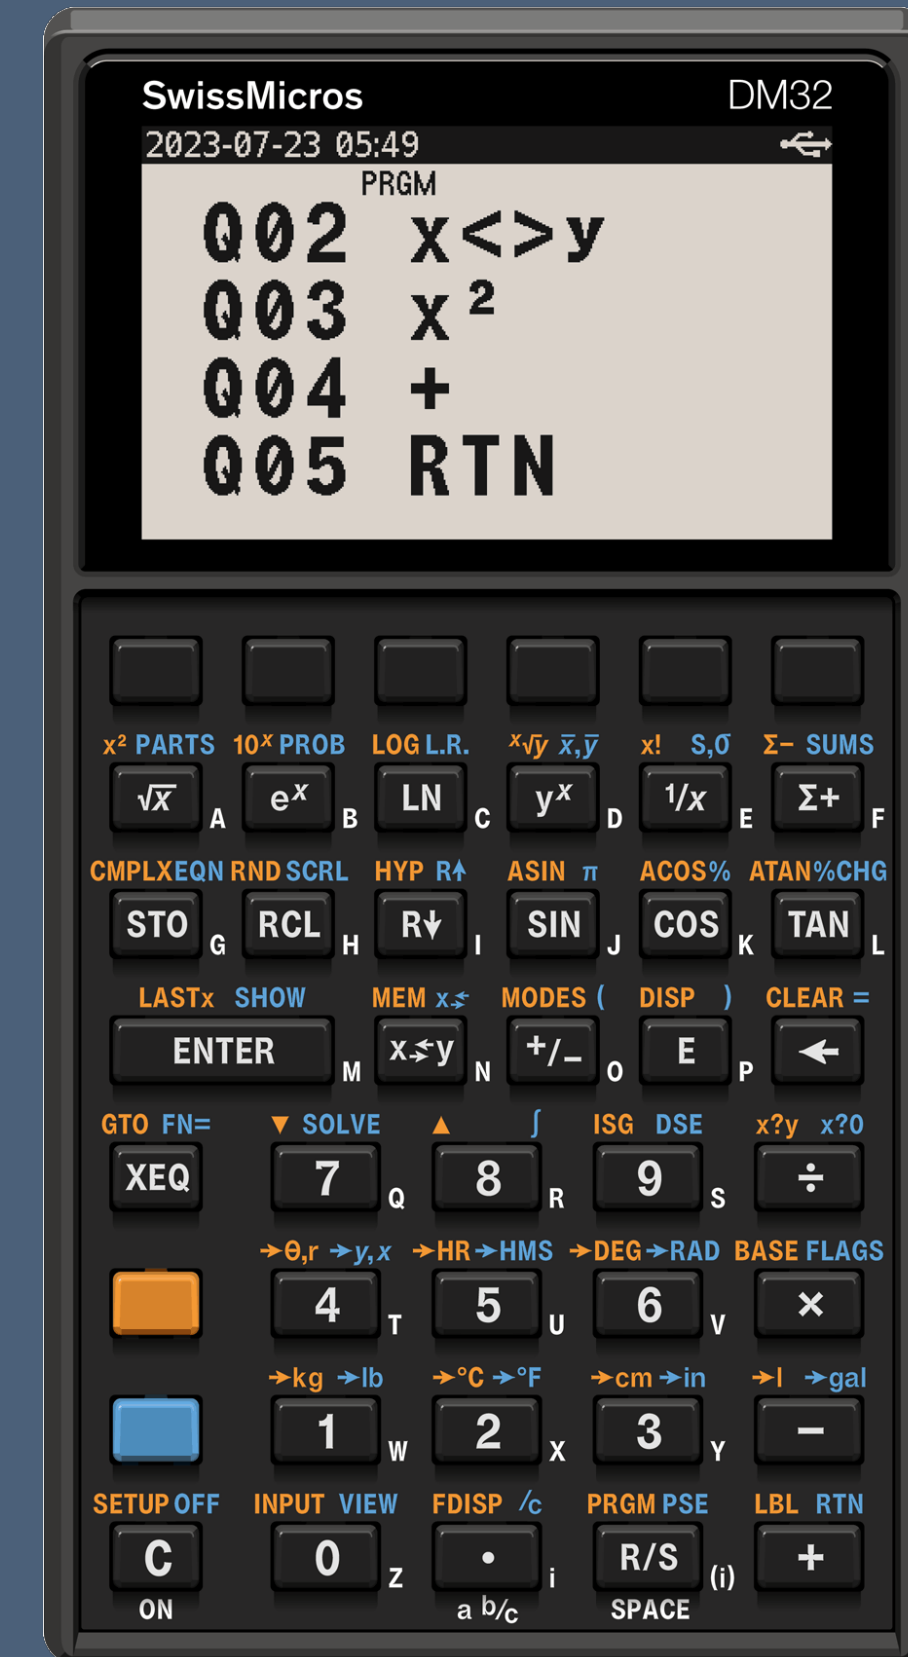 SwissMicros DM32
2023-07-23 05:49
PRGM
Q02 x<>y
Q03 x²
Q04 +
Q05 RTN
x² PARTS 10ˣ PROB LOG L.R. ˣ√y x̄,ȳ x! S,σ Σ− SUMS
√x A eˣ B LN C yˣ D 1/x E Σ+ F
CMPLX EQN RND SCRL HYP R↑ ASIN π ACOS % ATAN %CHG
STO G RCL H R↓ I SIN J COS K TAN L
LASTx SHOW MEM x⇆ MODES ( DISP ) CLEAR =
ENTER M x⇆y N +/− O E P ←
GTO FN= ▼ SOLVE ▲ ∫ ISG DSE x?y x?0
XEQ 7 Q 8 R 9 S ÷
→θ,r →y,x →HR →HMS →DEG →RAD BASE FLAGS
4 T 5 U 6 V ×
→kg →lb →°C →°F →cm →in →l →gal
1 W 2 X 3 Y −
SETUP OFF INPUT VIEW FDISP /c PRGM PSE LBL RTN
C 0 Z • i R/S (i) +
ON a b/c SPACE